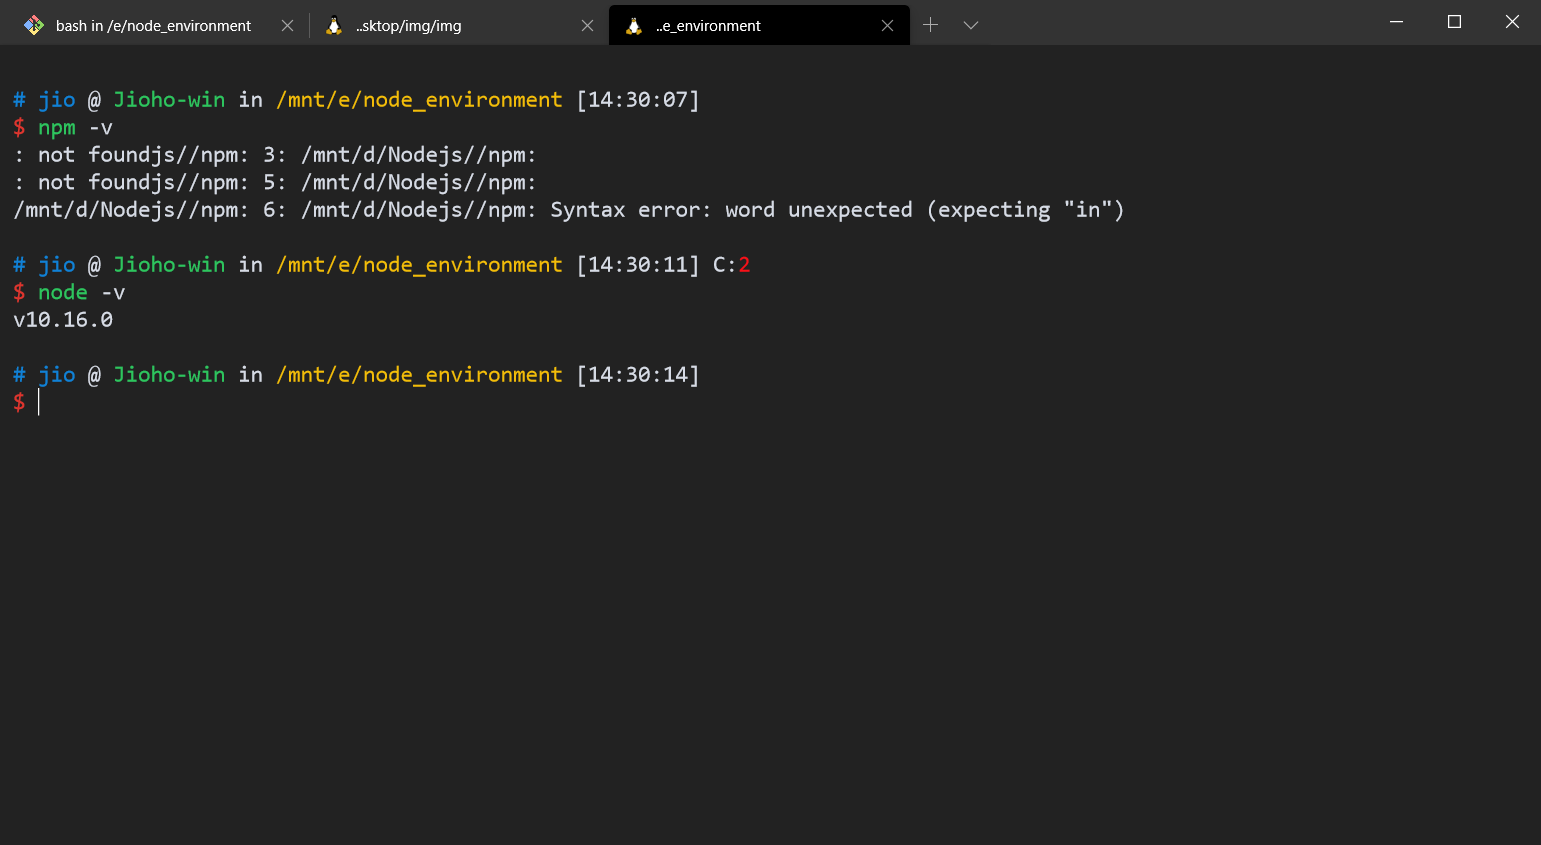 bash in /e/node_environment
..sktop/img/img
..e_environment
# jio @ Jioho-win in /mnt/e/node_environment [14:30:07]
$ npm -v
: not foundjs//npm: 3: /mnt/d/Nodejs//npm:
: not foundjs//npm: 5: /mnt/d/Nodejs//npm:
/mnt/d/Nodejs//npm: 6: /mnt/d/Nodejs//npm: Syntax error: word unexpected (expecting "in")
# jio @ Jioho-win in /mnt/e/node_environment [14:30:11] C:2
$ node -v
v10.16.0
# jio @ Jioho-win in /mnt/e/node_environment [14:30:14]
$